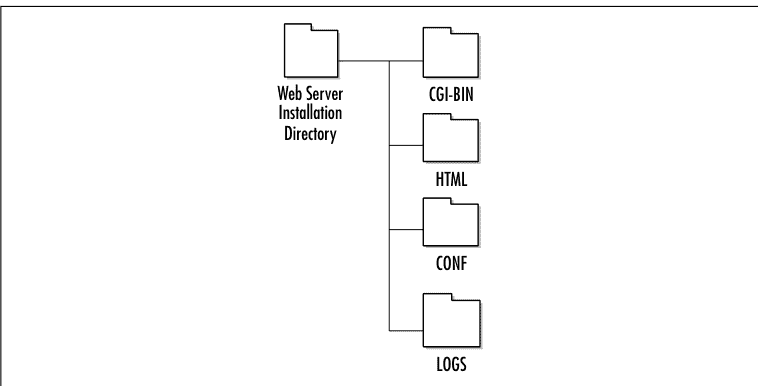 Web Server
Installation
Directory
CGI-BIN
HTML
CONF
LOGS